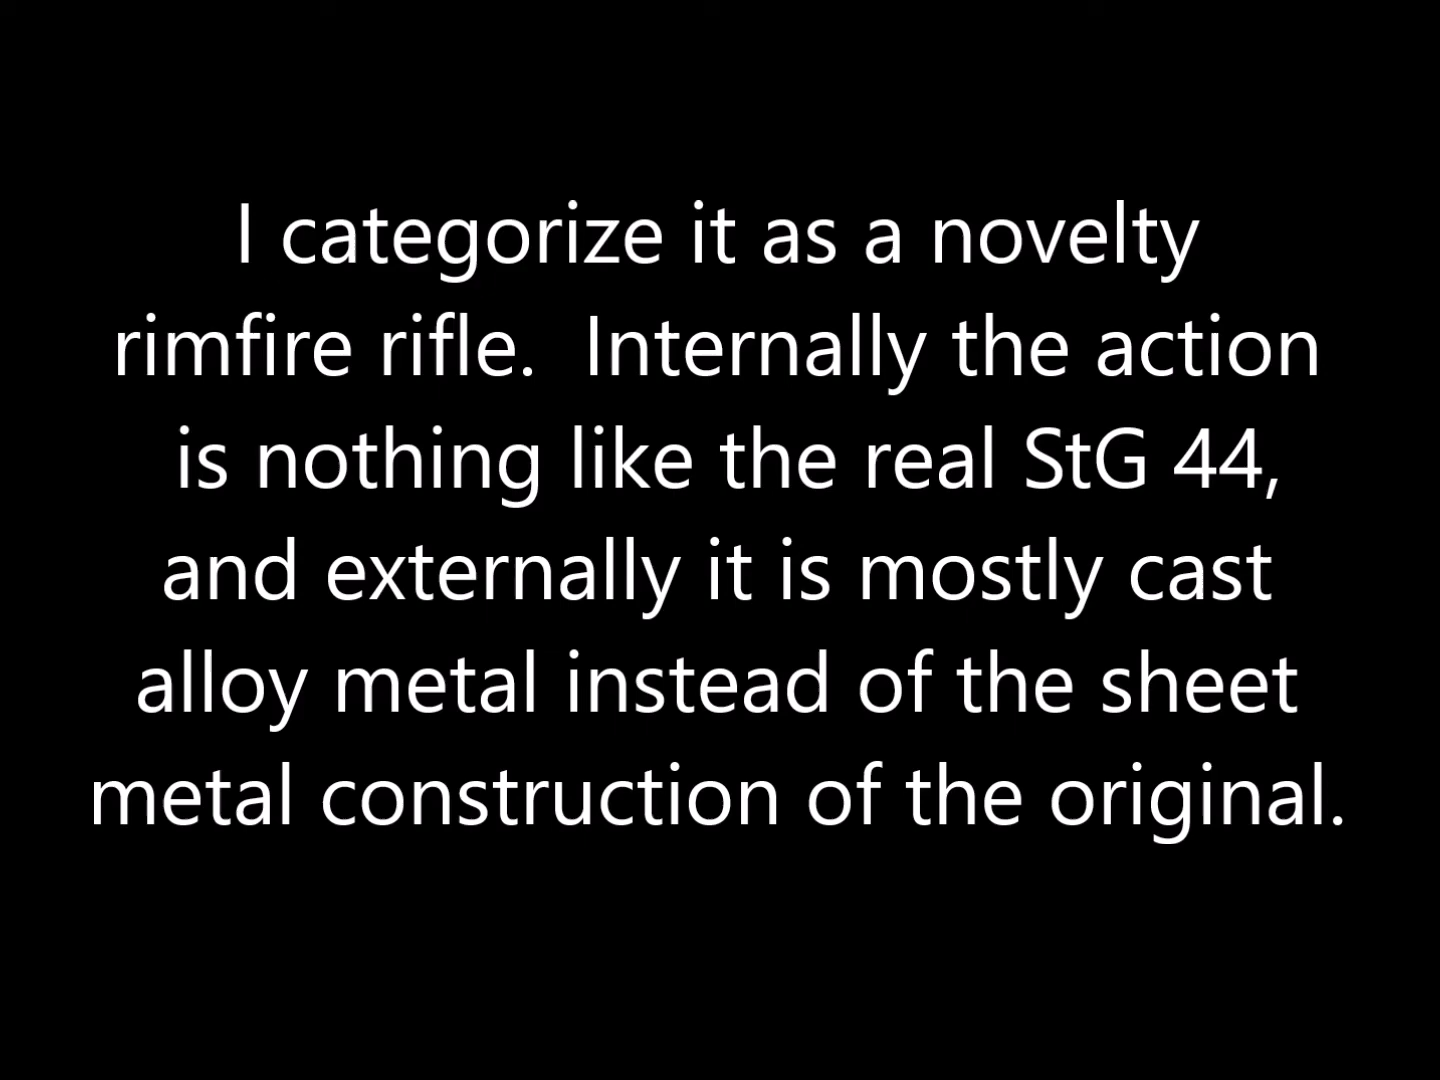 I categorize it as a novelty
rimfire rifle.  Internally the action
is nothing like the real StG 44,
and externally it is mostly cast
alloy metal instead of the sheet
metal construction of the original.